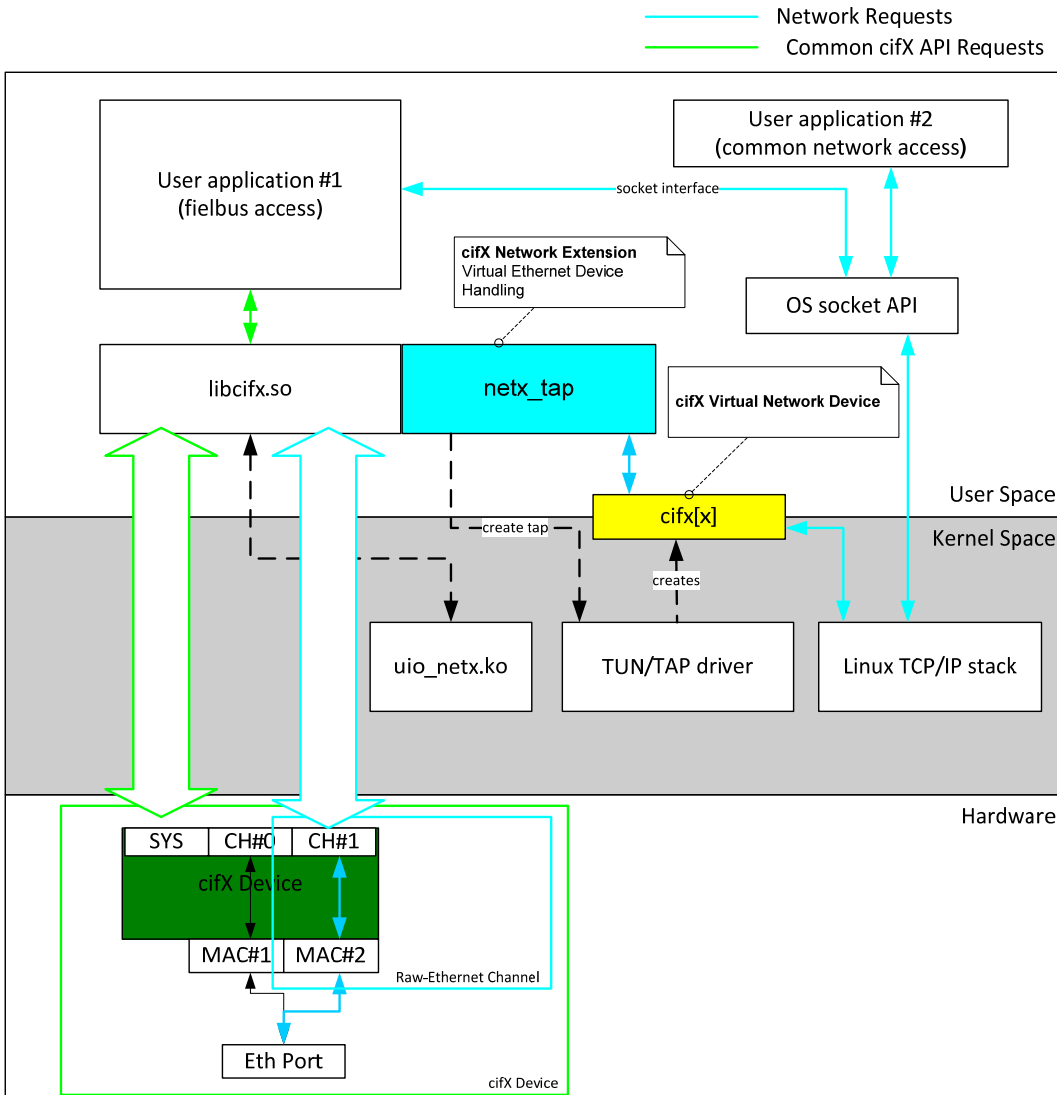 Network Requests
Common cifX API Requests
User application #1
(fielbus access)
User application #2
(common network access)
socket interface
cifX Network Extension
Virtual Ethernet Device
Handling
OS socket API
libcifx.so
netx_tap
cifX Virtual Network Device
User Space
cifx[x]
Kernel Space
create tap
creates
uio_netx.ko
TUN/TAP driver
Linux TCP/IP stack
Hardware
SYS
CH#0
CH#1
cifX Device
MAC#1
MAC#2
Raw-Ethernet Channel
Eth Port
cifX Device